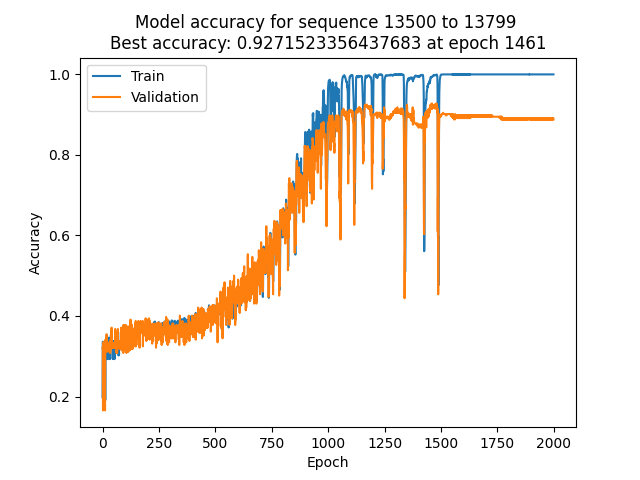 Model accuracy for sequence 13500 to 13799
Best accuracy: 0.9271523356437683 at epoch 1461
Train
Validation
1.0
0.8
0.6
0.4
0.2
Accuracy
0
250
500
750
1000
1250
1500
1750
2000
Epoch